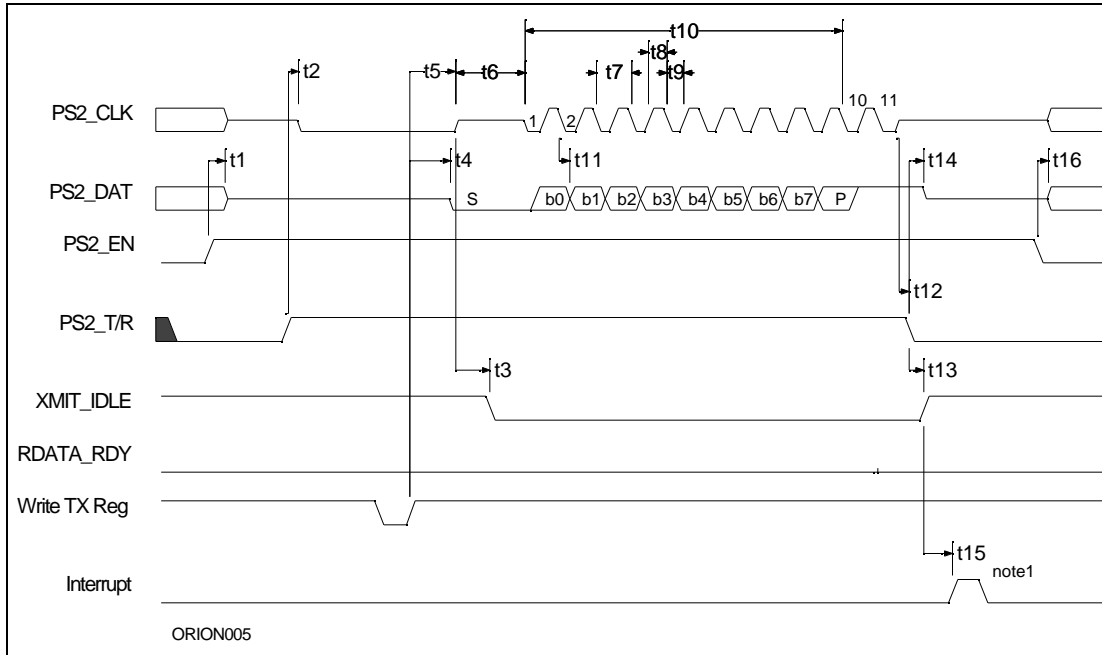 t10
t8
t2
t5
t6
t7
t9
PS2_CLK
1
2
10
11
t1
t4
t11
t14
t16
PS2_DAT
S
b0
b1
b2
b3
b4
b5
b6
b7
P
PS2_EN
t12
PS2_T/R
t3
t13
XMIT_IDLE
RDATA_RDY
Write TX Reg
t15
note1
Interrupt
ORION005